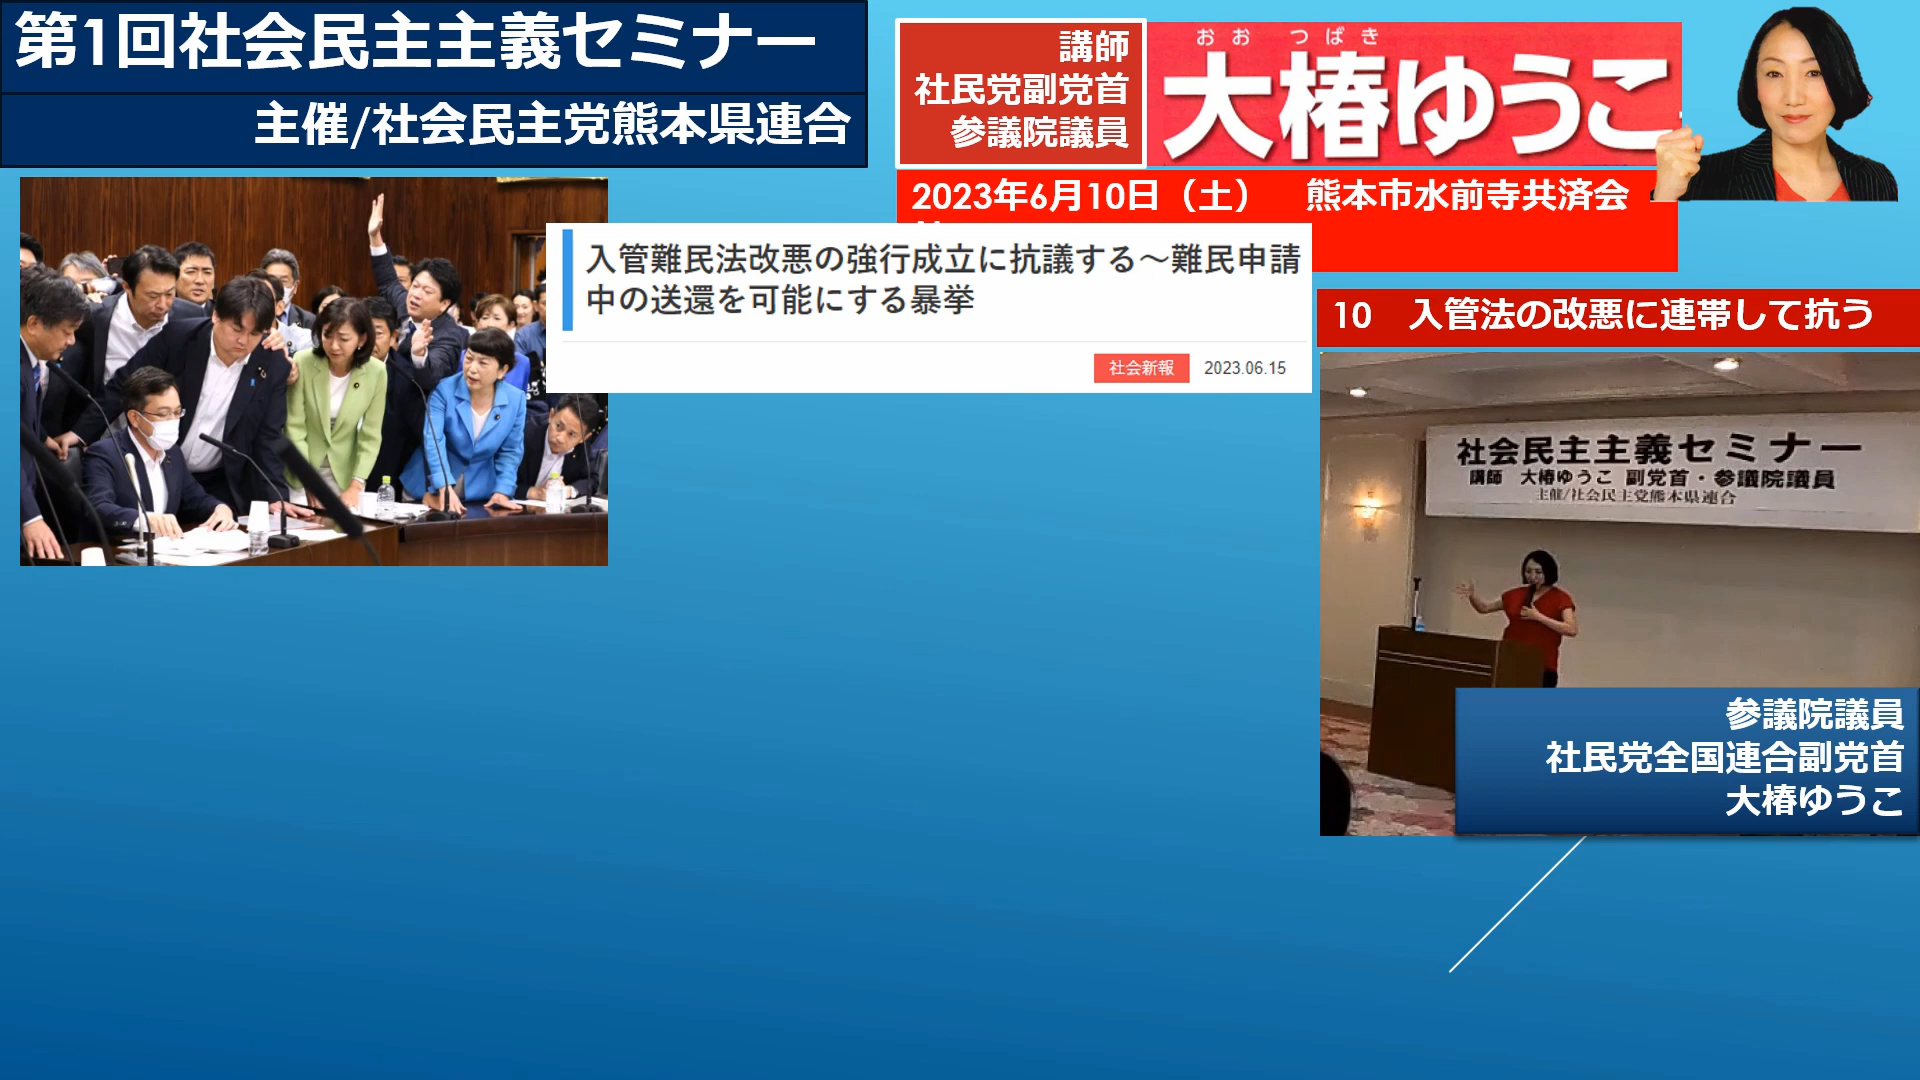 第1回社会民主主義セミナー
主催/社会民主党熊本県連合
講師
社民党副党首
参議院議員
おお つばき
大椿ゆうこ
2023年6月10日（土）　熊本市水前寺共済会
入管難民法改悪の強行成立に抗議する～難民申請
中の送還を可能にする暴挙
社会新報 2023.06.15
10　入管法の改悪に連帯して抗う
社会民主主義セミナー
講師 大椿ゆうこ 副党首・参議院議員
主催/社会民主党熊本県連合
参議院議員
社民党全国連合副党首
大椿ゆうこ